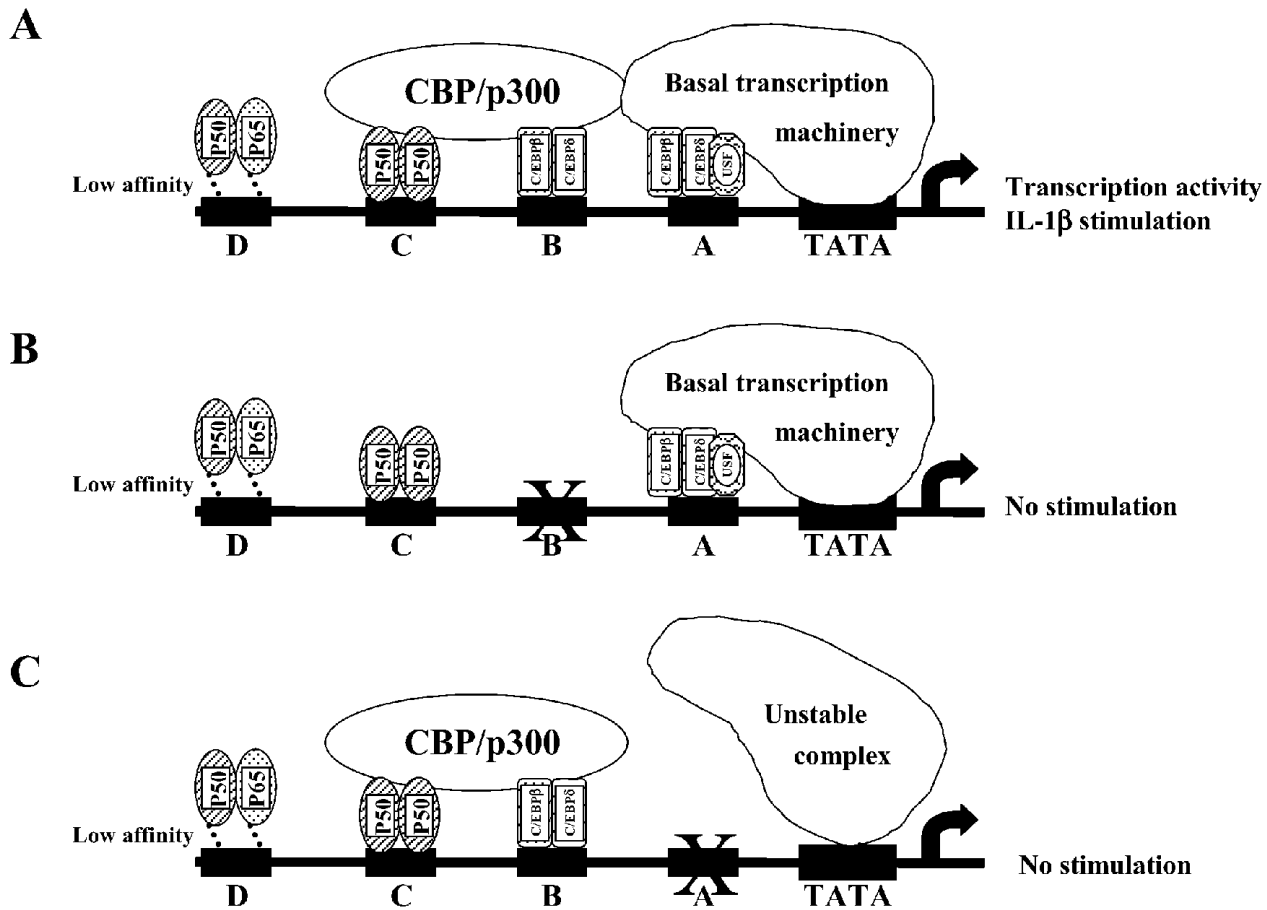 A
CBP/p300
Basal transcription
machinery
P50 P65
P50 P50
C/EBPβ C/EBPδ
C/EBPβ C/EBPδ USF
Low affinity
Transcription activity
IL-1β stimulation
D C B A TATA
B
Basal transcription
machinery
P50 P65
P50 P50
C/EBPβ C/EBPδ USF
Low affinity
No stimulation
X
D C B A TATA
C
CBP/p300
Unstable
complex
P50 P65
P50 P50
C/EBPβ C/EBPδ
Low affinity
No stimulation
X
D C B A TATA